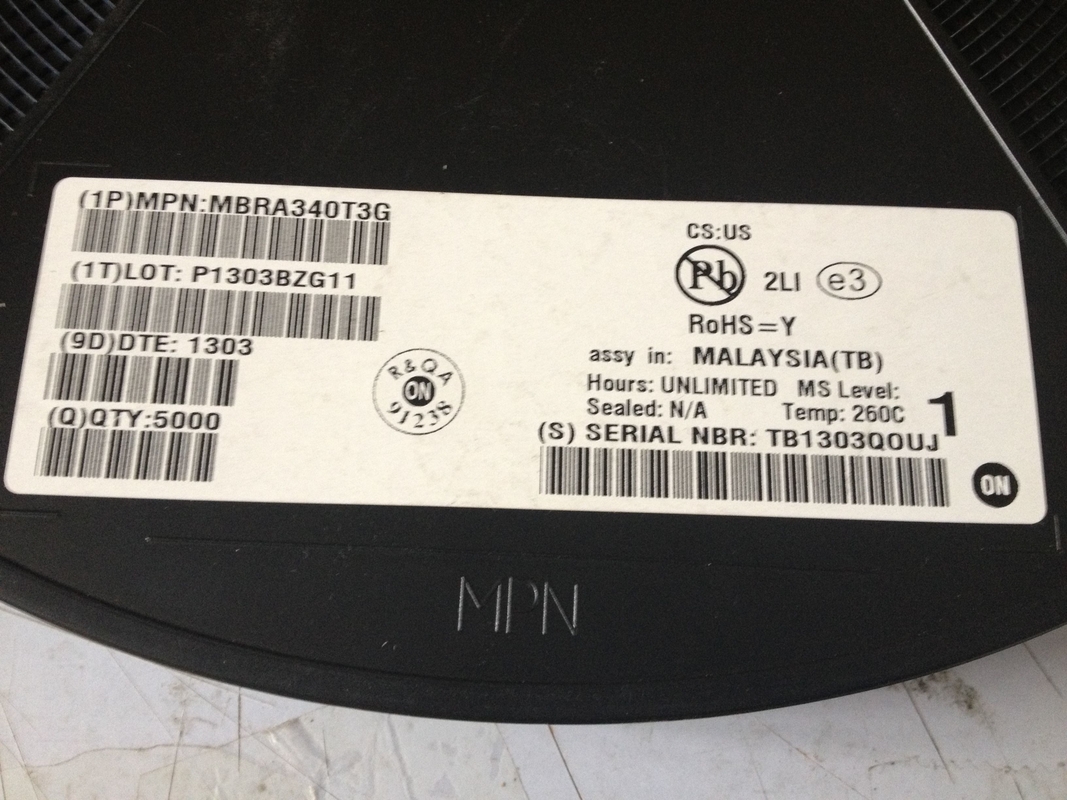 (1P)MPN:MBRA340T3G
(1T)LOT: P1303BZG11
(9D)DTE: 1303
(Q)QTY:5000
R&QA
ON
91238
CS:US
Pb 2LI e3
RoHS=Y
assy in: MALAYSIA(TB)
Hours: UNLIMITED MS Level: 1
Sealed: N/A Temp: 260C
(S) SERIAL NBR: TB1303Q0UJ
ON
MPN